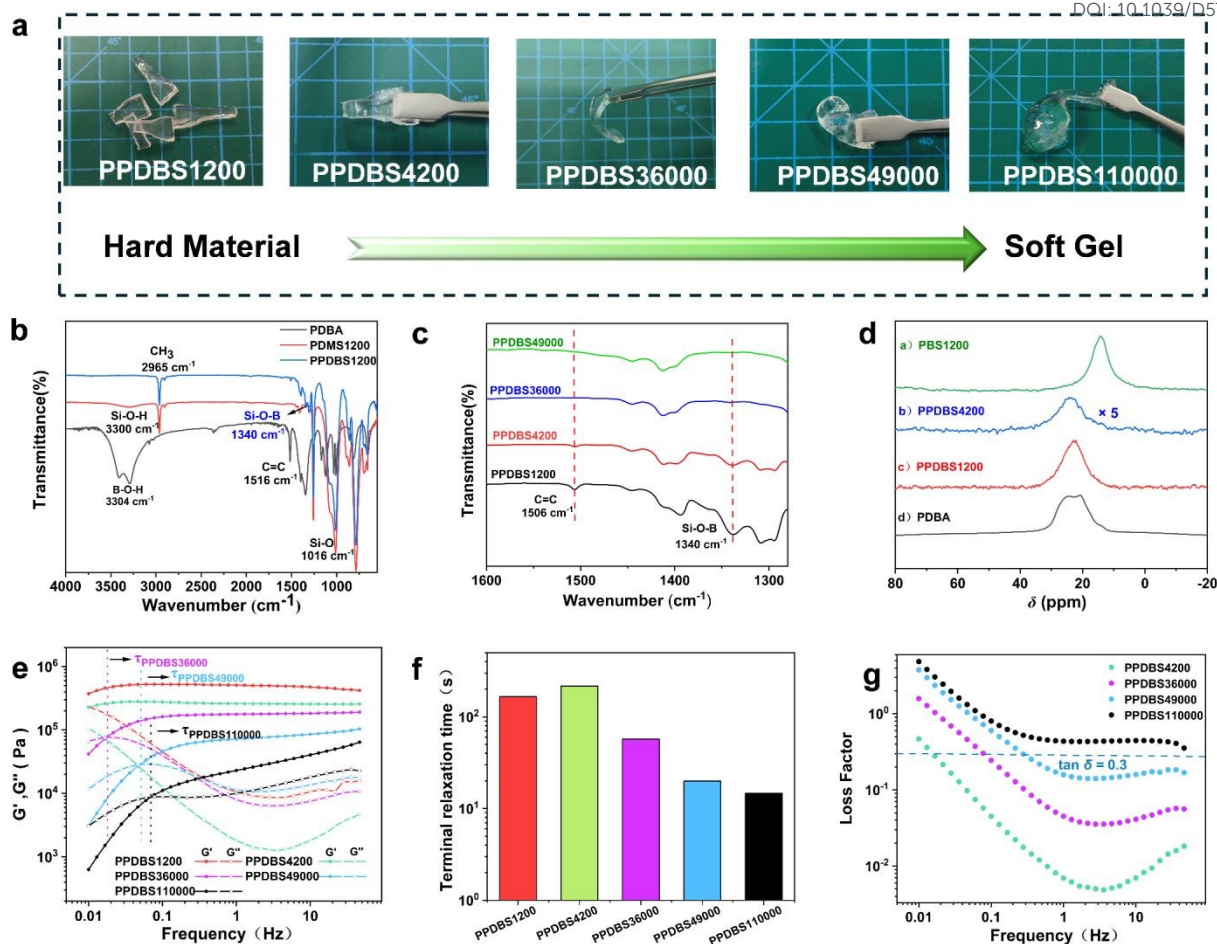 DOI: 10.1039/D5
a
PPDBS1200
PPDBS4200
PPDBS36000
PPDBS49000
PPDBS110000
Hard Material
Soft Gel
b
PDBA
PDMS1200
PPDBS1200
CH3
2965 cm-1
Si-O-H
3300 cm-1
Si-O-B
1340 cm-1
B-O-H
3304 cm-1
C=C
1516 cm-1
Si-O
1016 cm-1
Transmittance(%)
4000 3500 3000 2500 2000 1500 1000
Wavenumber (cm-1)
c
PPDBS49000
PPDBS36000
PPDBS4200
PPDBS1200
C=C
1506 cm-1
Si-O-B
1340 cm-1
Transmittance(%)
1600 1500 1400 1300
Wavenumber (cm-1)
d
a) PBS1200
b) PPDBS4200
× 5
c) PPDBS1200
d) PDBA
80 60 40 20 0 -20
δ (ppm)
e
τPPDBS36000
τPPDBS49000
τPPDBS110000
G',G'' ( Pa )
10^6
10^5
10^4
10^3
G' G'' G' G''
PPDBS1200 PPDBS4200
PPDBS36000 PPDBS49000
PPDBS110000
0.01 0.1 1 10
Frequency (Hz)
f
Terminal relaxation time (s)
10^2
10^1
10^0
PPDBS1200 PPDBS4200 PPDBS36000 PPDBS49000 PPDBS110000
g
PPDBS4200
PPDBS36000
PPDBS49000
PPDBS110000
tan δ = 0.3
Loss Factor
10^0
10^-1
10^-2
0.01 0.1 1 10
Frequency (Hz)